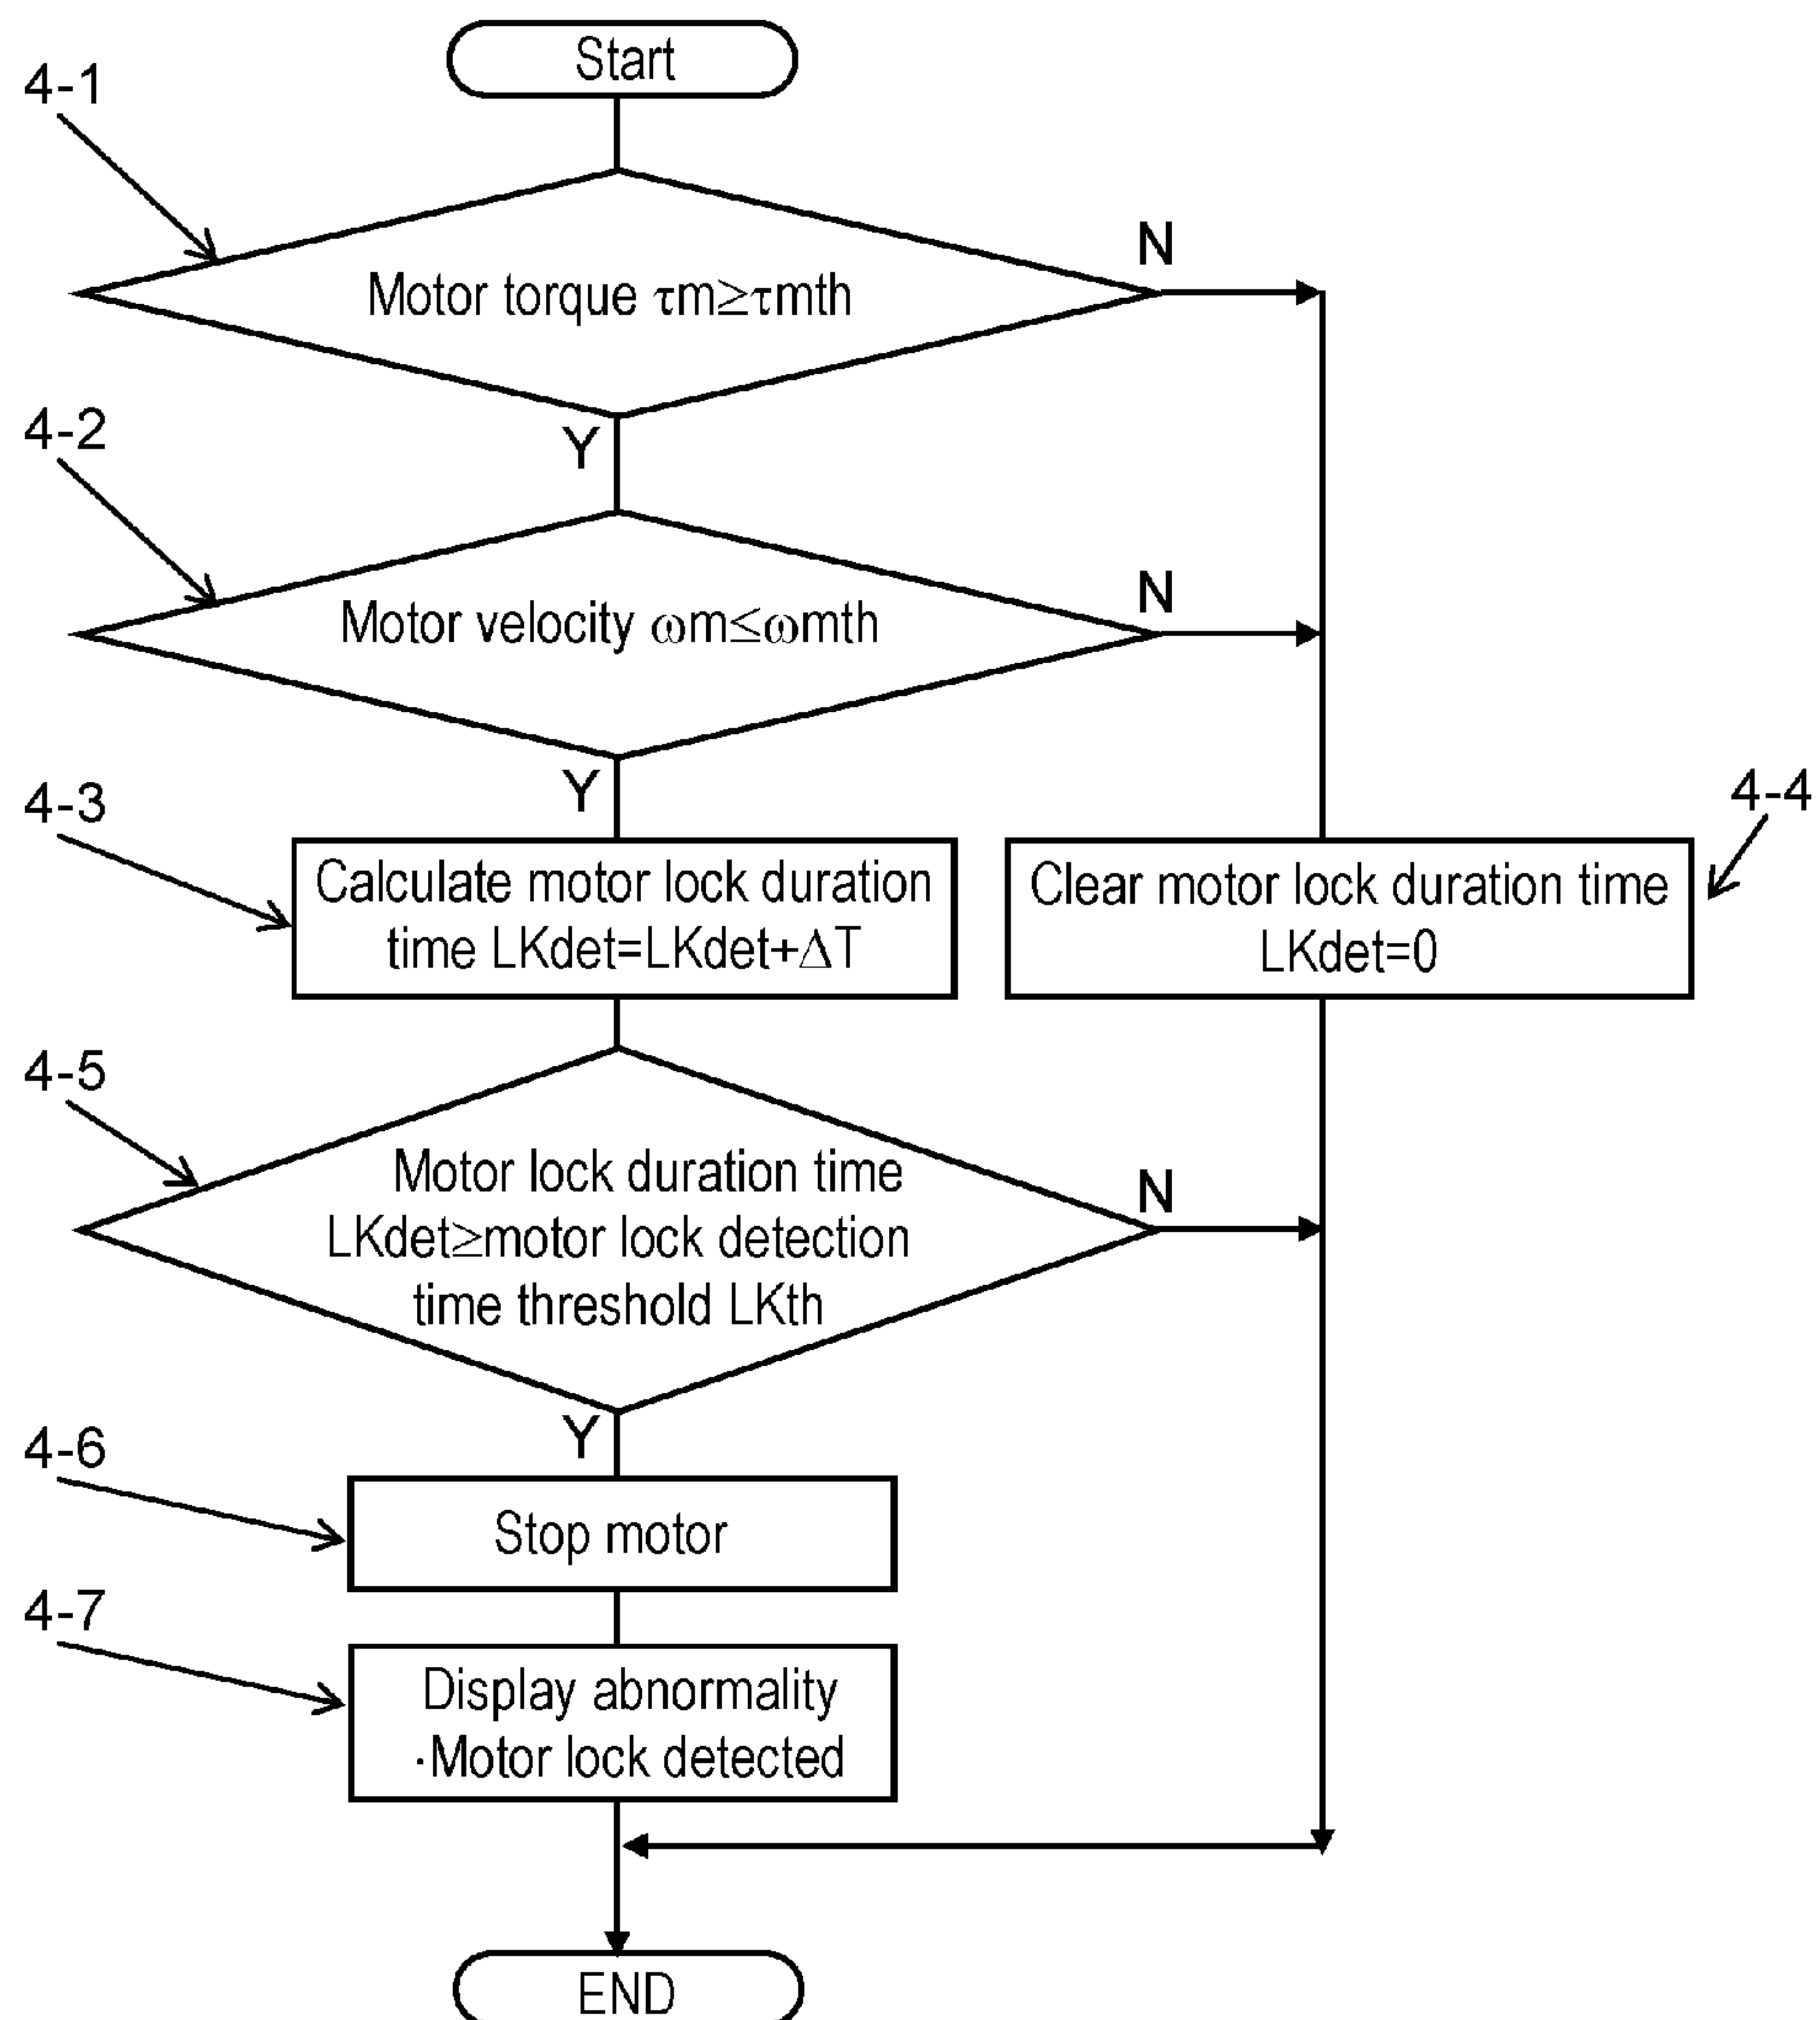 Start
4-1
N
Motor torque τm≥τmth
4-2
Y
N
Motor velocity ωm≤ωmth
Y
4-3
4-4
Calculate motor lock duration
time LKdet=LKdet+ΔT
Clear motor lock duration time
LKdet=0
4-5
Motor lock duration time
LKdet≥motor lock detection
time threshold LKth
N
Y
4-6
Stop motor
4-7
Display abnormality
·Motor lock detected
END